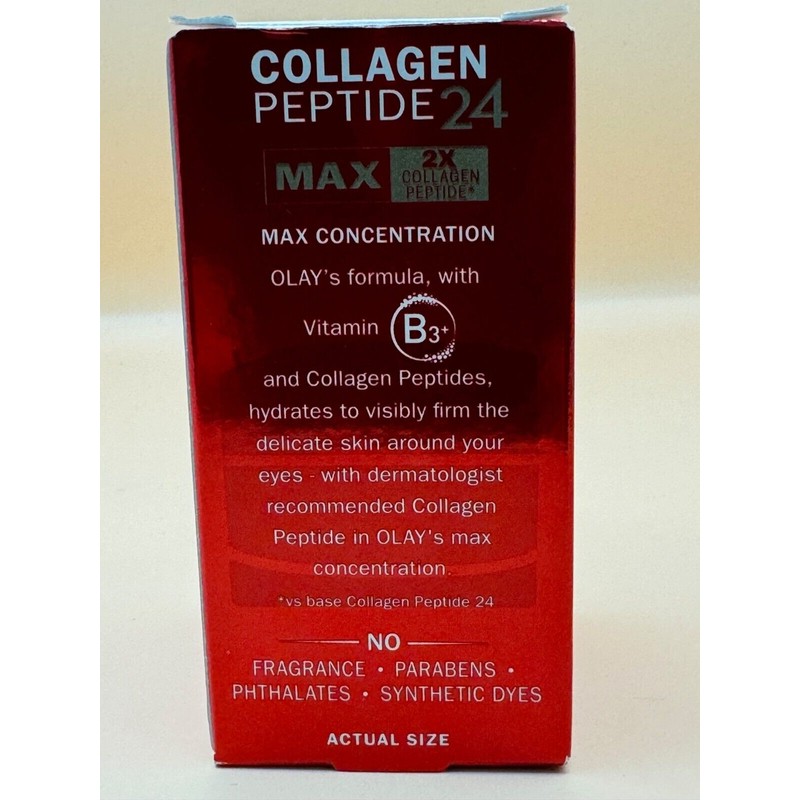 COLLAGEN
PEPTIDE 24
MAX 2X
COLLAGEN
PEPTIDE*
MAX CONCENTRATION
OLAY's formula, with
Vitamin B3+
and Collagen Peptides,
hydrates to visibly firm the
delicate skin around your
eyes - with dermatologist
recommended Collagen
Peptide in OLAY's max
concentration.
*vs base Collagen Peptide 24
NO
FRAGRANCE • PARABENS •
PHTHALATES • SYNTHETIC DYES
ACTUAL SIZE